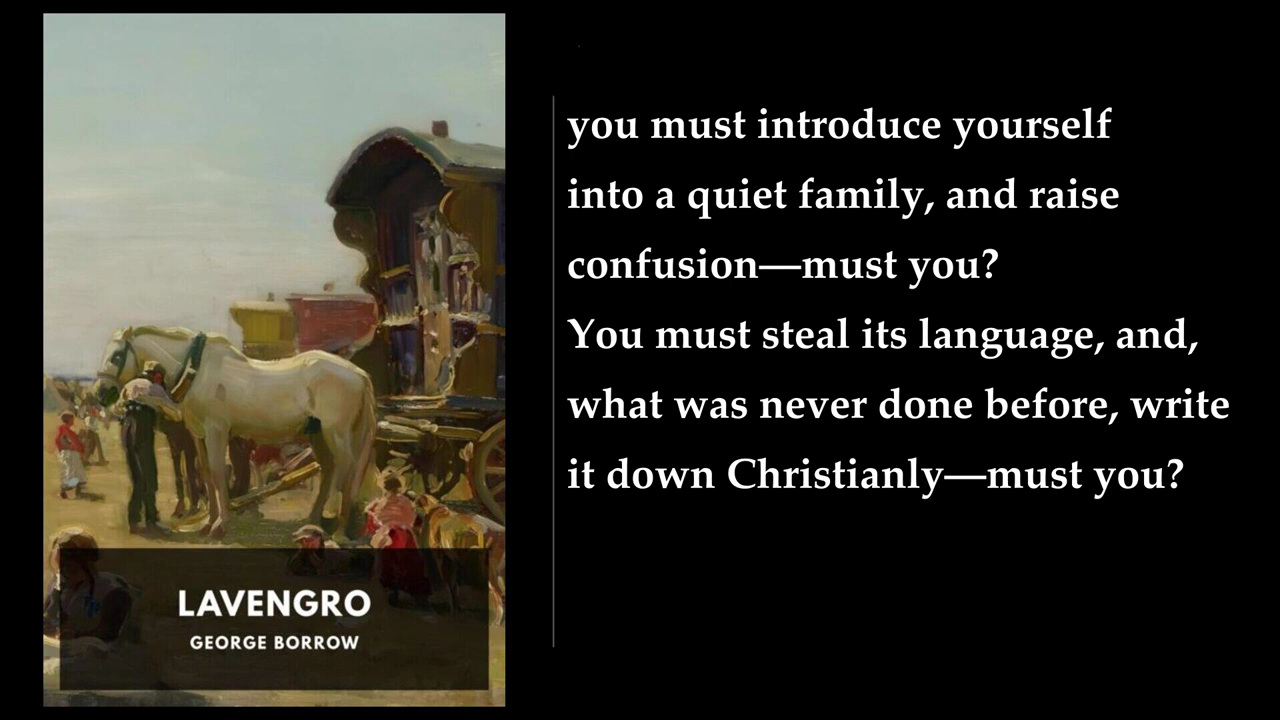 LAVENGRO
GEORGE BORROW
you must introduce yourself
into a quiet family, and raise
confusion—must you?
You must steal its language, and,
what was never done before, write
it down Christianly—must you?